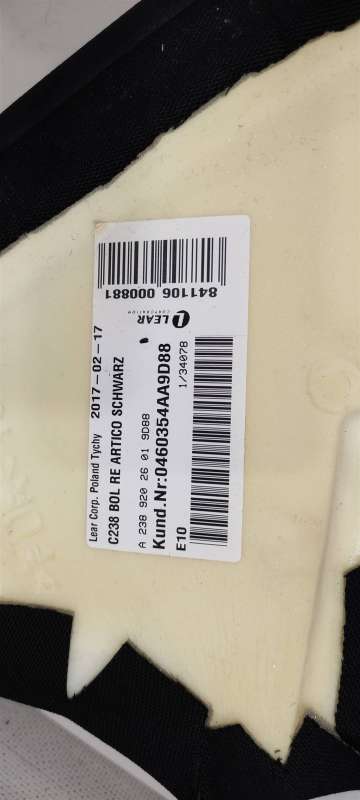 Lear Corp. Poland Tychy 2017-02-17
C238 BOL RE ARTICO SCHWARZ
A 238 920 26 01 9D88
Kund.Nr:0460354AA9D88
E10
1/34078
LEAR
CORPORATION
841106 000881